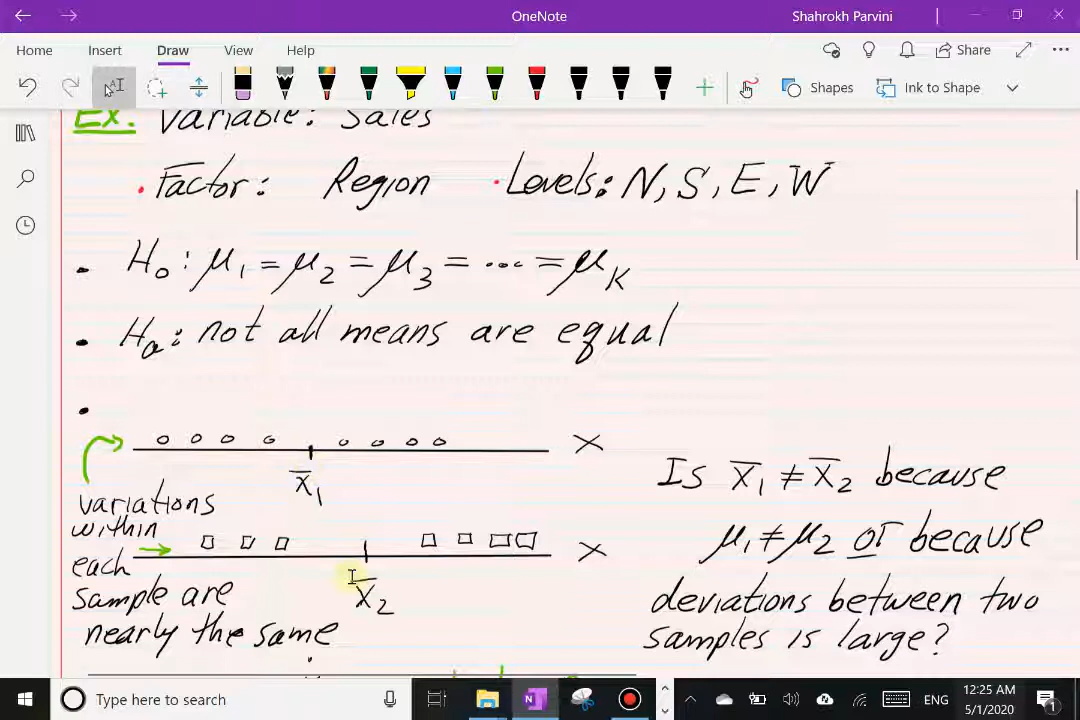 OneNote
Shahrokh Parvini
Home
Insert
Draw
View
Help
Share
Shapes
Ink to Shape
Ex. Variable: Sales
• Factor: Region • Levels: N, S, E, W
• H₀: μ₁ = μ₂ = μ₃ = ... = μ_K
• Hₐ: not all means are equal
•
X
x̄₁
variations
within
each
sample are
nearly the same
X
x̄₂
Is x̄₁ ≠ x̄₂ because
μ₁ ≠ μ₂ or because
deviations between two
samples is large?
Type here to search
ENG
12:25 AM
5/1/2020
1